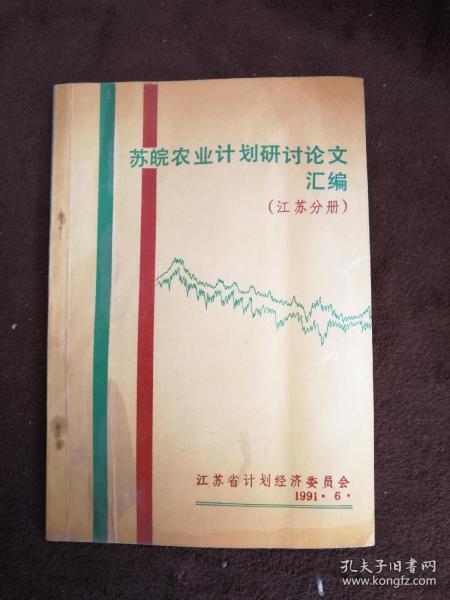 苏皖农业计划研讨论文
汇编
（江苏分册）
江苏省计划经济委员会
1991·6·
孔夫子旧书网
www.kongfz.com